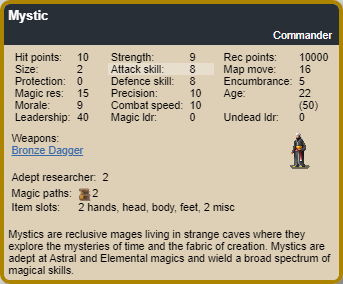 Mystic
Commander
Hit points: 10 Strength: 9 Rec points: 10000
Size: 2 Attack skill: 8 Map move: 16
Protection: 0 Defence skill: 8 Encumbrance: 5
Magic res: 15 Precision: 10 Age: 22
Morale: 9 Combat speed: 10 (50)
Leadership: 40 Magic ldr: 0 Undead ldr: 0
Weapons:
Bronze Dagger
Adept researcher: 2
Magic paths: 2
Item slots: 2 hands, head, body, feet, 2 misc
Mystics are reclusive mages living in strange caves where they
explore the mysteries of time and the fabric of creation. Mystics are
adept at Astral and Elemental magics and wield a broad spectrum of
magical skills.